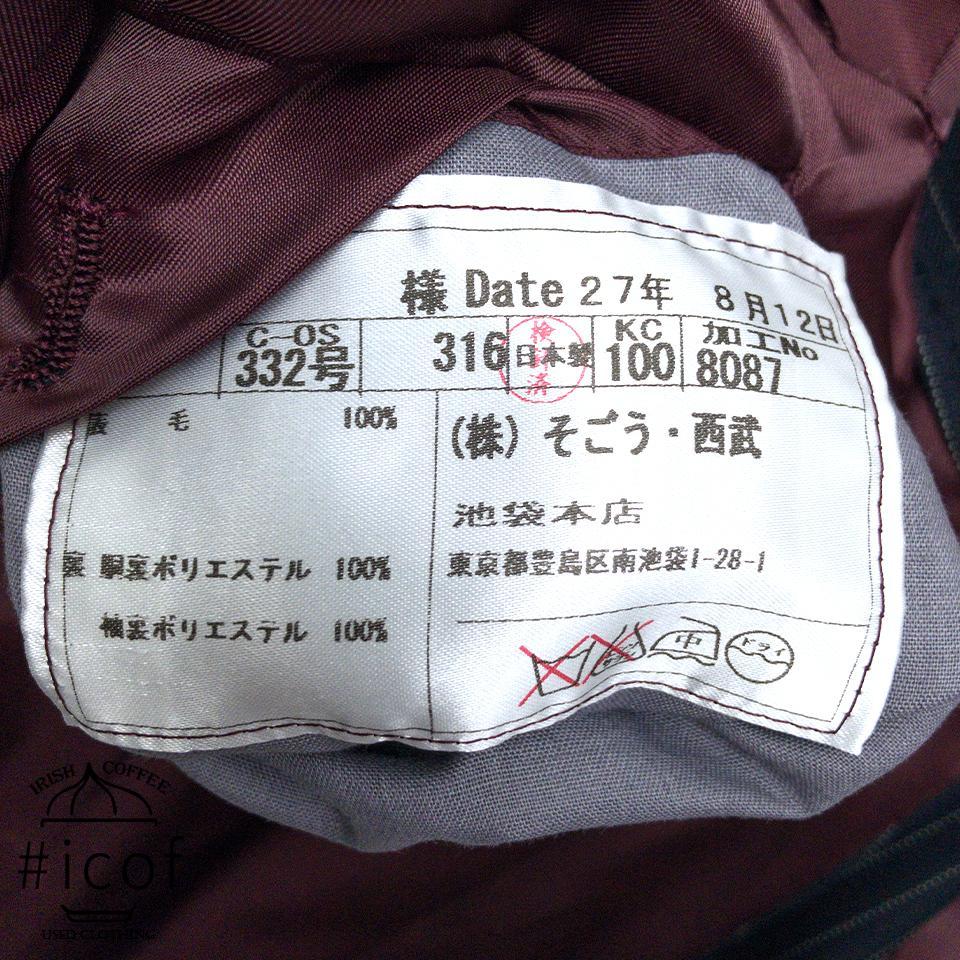 様 Date 27年 8月12日
C-OS KC 加工No
332号 316 日本製 100 8087
検
済
表 毛 100%
(株) そごう・西武
池袋本店
裏 胴裏ポリエステル 100%
東京都豊島区南池袋1-28-1
袖裏ポリエステル 100%
中 ドライ
IRISH COFFEE
#icof
USED CLOTHING